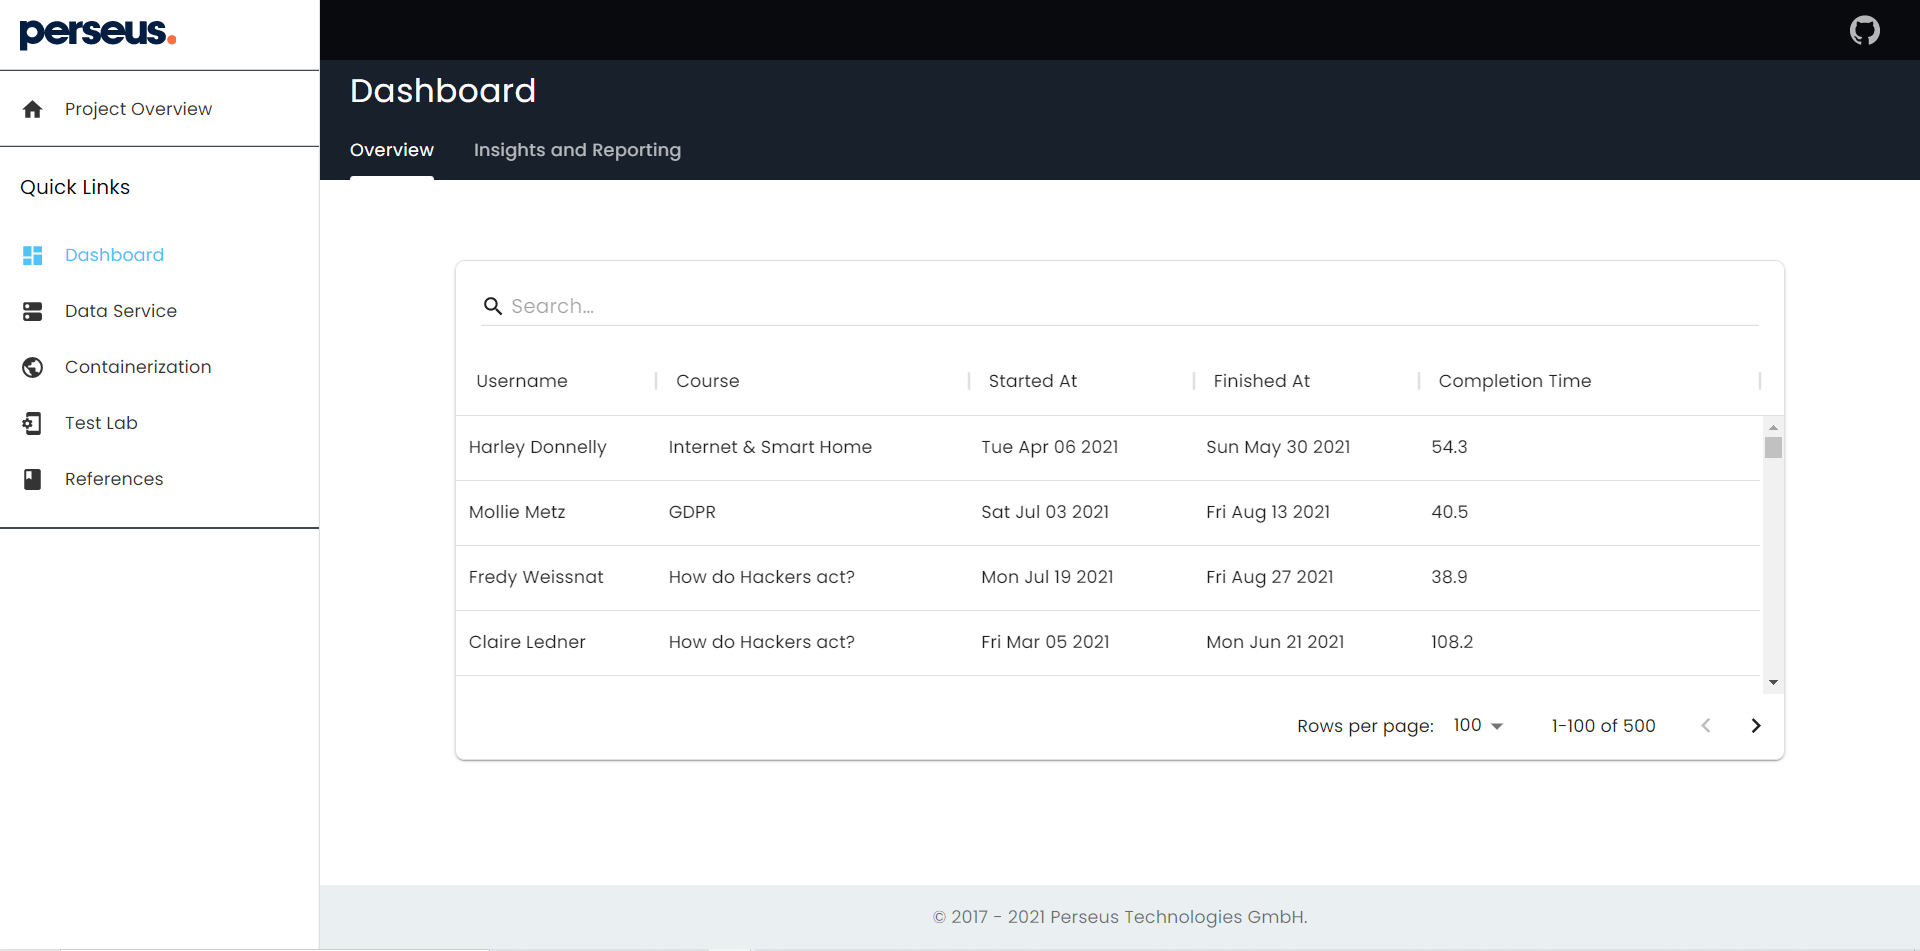 perseus.
Project Overview
Quick Links
Dashboard
Data Service
Containerization
Test Lab
References
Dashboard
Overview Insights and Reporting
Search...
Username Course Started At Finished At Completion Time
Harley Donnelly Internet & Smart Home Tue Apr 06 2021 Sun May 30 2021 54.3
Mollie Metz GDPR Sat Jul 03 2021 Fri Aug 13 2021 40.5
Fredy Weissnat How do Hackers act? Mon Jul 19 2021 Fri Aug 27 2021 38.9
Claire Ledner How do Hackers act? Fri Mar 05 2021 Mon Jun 21 2021 108.2
Rows per page: 100 1-100 of 500
© 2017 - 2021 Perseus Technologies GmbH.